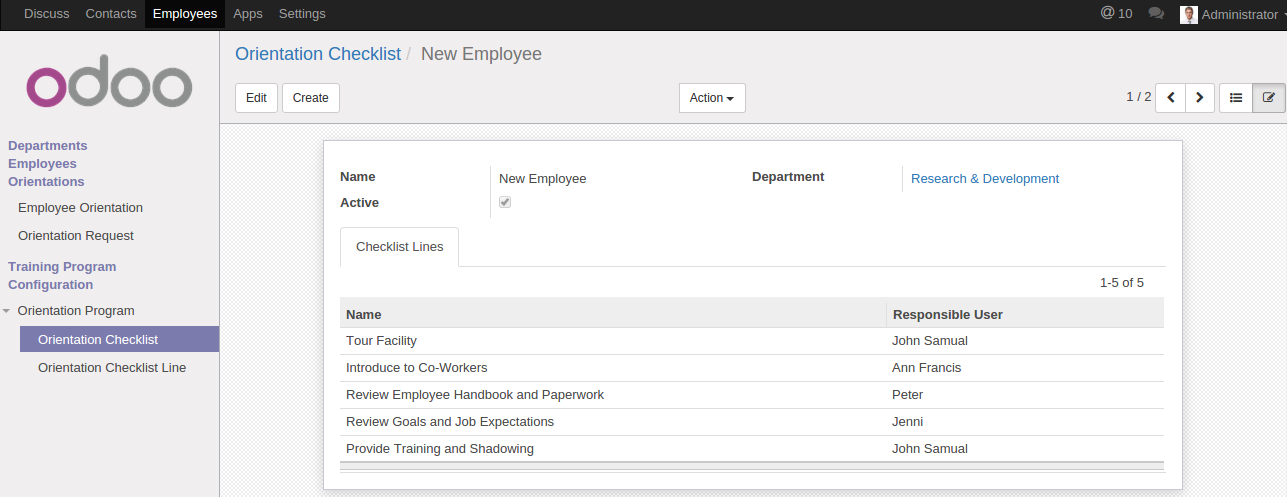 Discuss Contacts Employees Apps Settings @ 10 Administrator
odoo
Orientation Checklist / New Employee
Edit Create Action 1 / 2
Departments
Employees
Orientations
Employee Orientation
Orientation Request
Training Program
Configuration
Orientation Program
Orientation Checklist
Orientation Checklist Line
Name New Employee Department Research & Development
Active
Checklist Lines
1-5 of 5
Name Responsible User
Tour Facility John Samual
Introduce to Co-Workers Ann Francis
Review Employee Handbook and Paperwork Peter
Review Goals and Job Expectations Jenni
Provide Training and Shadowing John Samual